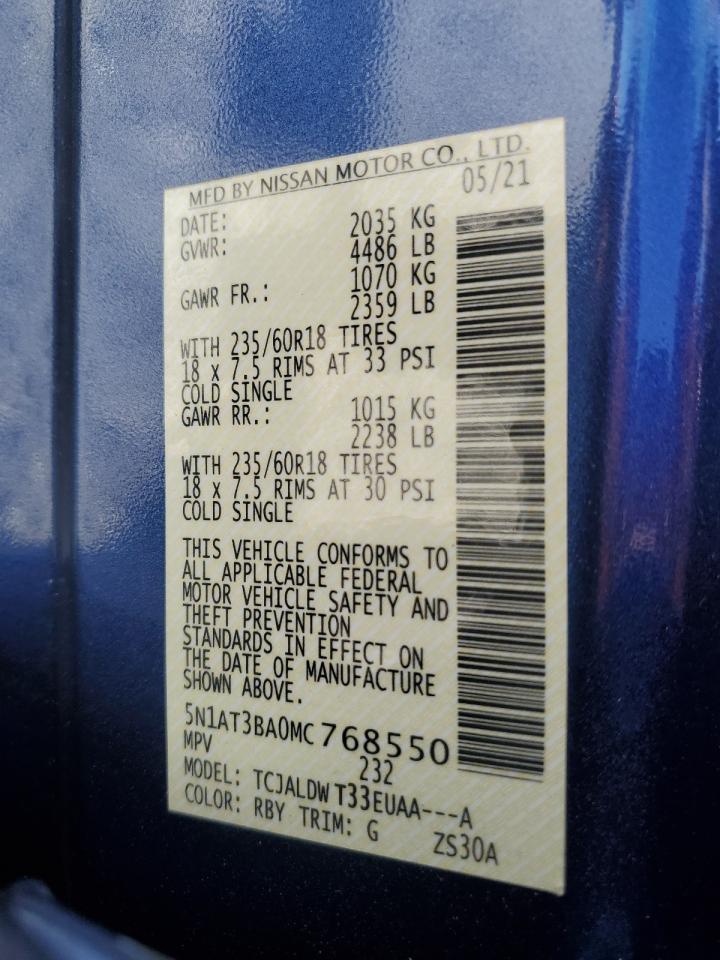 MFD BY NISSAN MOTOR CO., LTD.
DATE: 05/21
GVWR: 2035 KG
4486 LB
GAWR FR.: 1070 KG
2359 LB
WITH 235/60R18 TIRES
18 x 7.5 RIMS AT 33 PSI
COLD SINGLE
GAWR RR.: 1015 KG
2238 LB
WITH 235/60R18 TIRES
18 x 7.5 RIMS AT 30 PSI
COLD SINGLE
THIS VEHICLE CONFORMS TO
ALL APPLICABLE FEDERAL
MOTOR VEHICLE SAFETY AND
THEFT PREVENTION
STANDARDS IN EFFECT ON
THE DATE OF MANUFACTURE
SHOWN ABOVE.
5N1AT3BA0MC768550
MPV 232
MODEL: TCJALDWT33EUAA---A
COLOR: RBY TRIM: G ZS30A